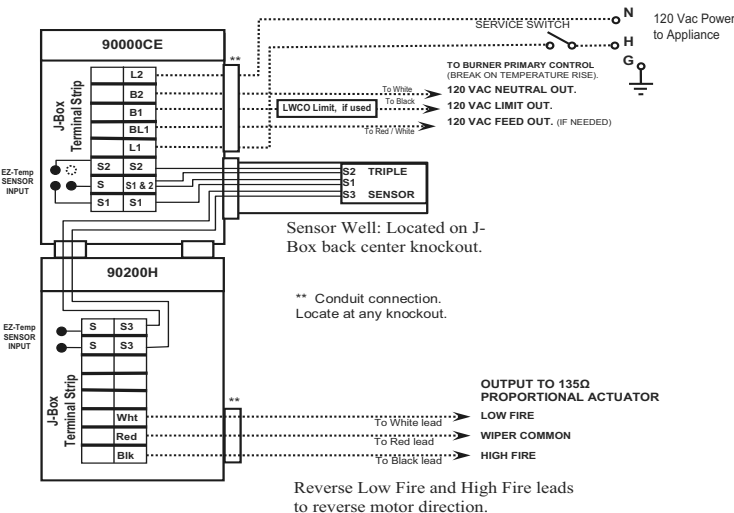 SERVICE SWITCH
N
120 Vac Power
to Appliance
H
G
90000CE
**
J-Box
Terminal Strip
L2
B2
B1
BL1
L1
S2 S2
S S1 & 2
S1 S1
EZ-Temp
SENSOR
INPUT
To White
LWCO Limit, if used
To Black
To Red / White
TO BURNER PRIMARY CONTROL
(BREAK ON TEMPERATURE RISE).
120 VAC NEUTRAL OUT.
120 VAC LIMIT OUT.
120 VAC FEED OUT. (IF NEEDED)
S2 TRIPLE
S1
S3 SENSOR
Sensor Well: Located on J-
Box back center knockout.
90200H
** Conduit connection.
Locate at any knockout.
EZ-Temp
SENSOR
INPUT
S S3
S S3
J-Box
Terminal Strip
Wht
Red
Blk
**
OUTPUT TO 135Ω
PROPORTIONAL ACTUATOR
To White lead
LOW FIRE
To Red lead
WIPER COMMON
To Black lead
HIGH FIRE
Reverse Low Fire and High Fire leads
to reverse motor direction.